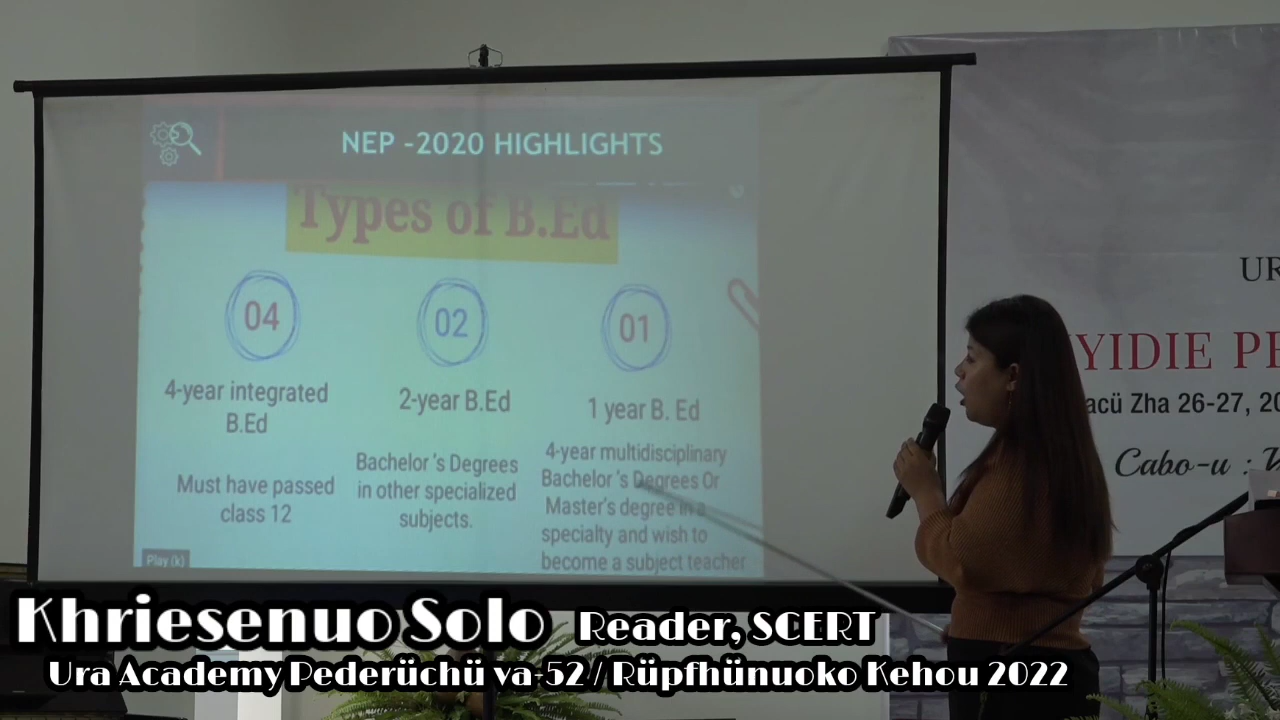 NEP -2020 HIGHLIGHTS
Types of B.Ed
04
4-year integrated
B.Ed
Must have passed
class 12
02
2-year B.Ed
Bachelor 's Degrees
in other specialized
subjects.
01
1 year B. Ed
4-year multidisciplinary
Bachelor 's Degrees Or
Master's degree in a
specialty and wish to
become a subject teacher
Play (k)
UR
YIDIE PE
acü Zha 26-27, 20
Cabo-u :
Khriesenuo Solo Reader, SCERT
Ura Academy Pederüchü va-52 / Rüpfhünuoko Kehou 2022